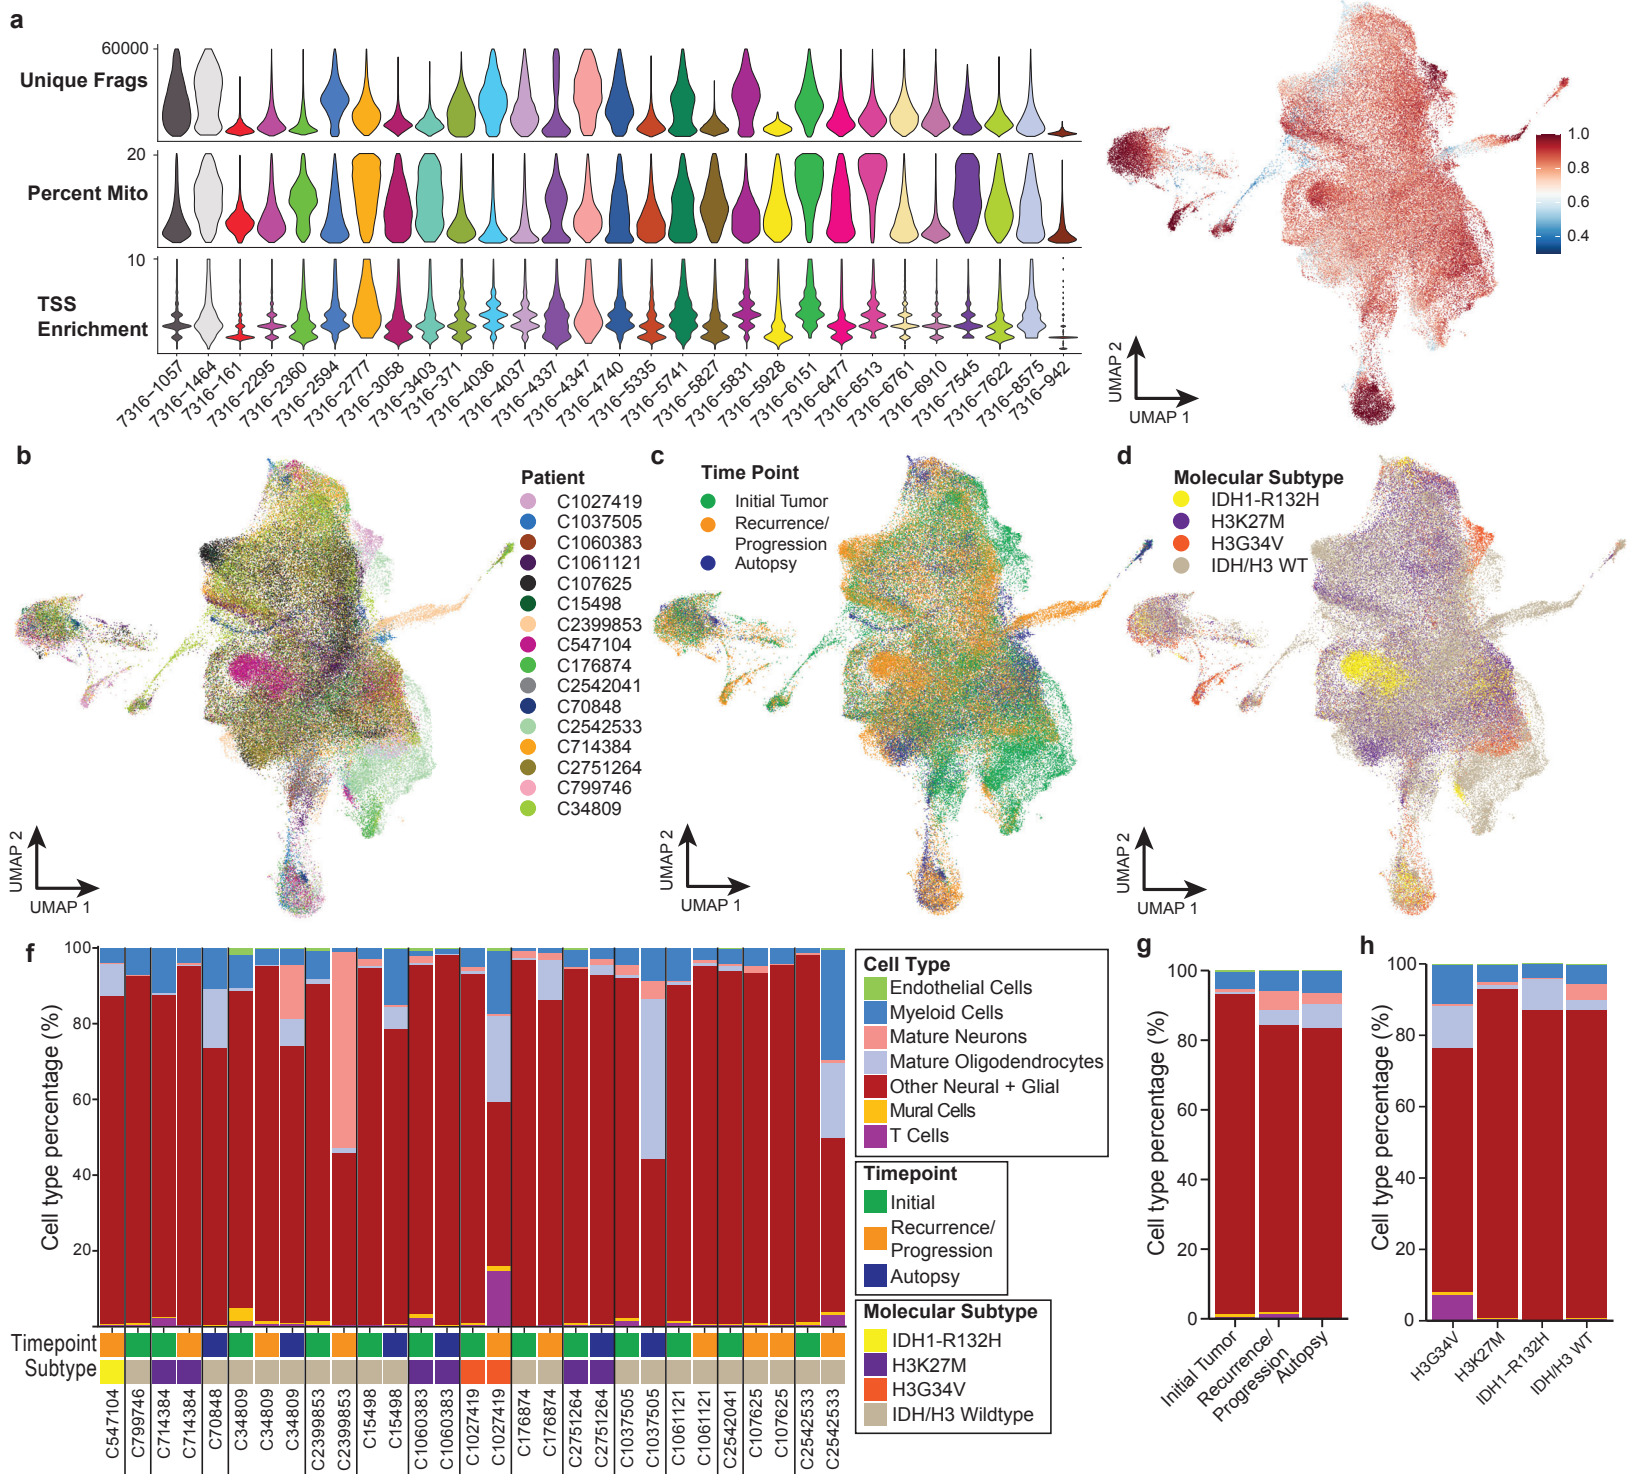 a
60000
Unique Frags
20
Percent Mito
10
TSS
Enrichment
7316−1057
7316−1464
7316−161
7316−2295
7316−2360
7316−2594
7316−2777
7316−3058
7316−3403
7316−371
7316−4036
7316−4037
7316−4337
7316−4347
7316−4740
7316−5335
7316−5741
7316−5827
7316−5831
7316−5928
7316−6151
7316−6477
7316−6513
7316−6761
7316−6910
7316−7545
7316−7622
7316−8575
7316−942
1.0
0.8
0.6
0.4
UMAP 2
UMAP 1
b
Patient
C1027419
C1037505
C1060383
C1061121
C107625
C15498
C2399853
C547104
C176874
C2542041
C70848
C2542533
C714384
C2751264
C799746
C34809
UMAP 2
UMAP 1
c
Time Point
Initial Tumor
Recurrence/
Progression
Autopsy
UMAP 2
UMAP 1
d
Molecular Subtype
IDH1-R132H
H3K27M
H3G34V
IDH/H3 WT
UMAP 2
UMAP 1
f
Cell type percentage (%)
100
80
60
40
20
Timepoint
Subtype
C547104
C799746
C714384
C714384
C70848
C34809
C34809
C34809
C2399853
C2399853
C15498
C15498
C1060383
C1060383
C1027419
C1027419
C176874
C176874
C2751264
C2751264
C1037505
C1037505
C1061121
C1061121
C2542041
C107625
C107625
C2542533
C2542533
Cell Type
Endothelial Cells
Myeloid Cells
Mature Neurons
Mature Oligodendrocytes
Other Neural + Glial
Mural Cells
T Cells
Timepoint
Initial
Recurrence/
Progression
Autopsy
Molecular Subtype
IDH1-R132H
H3K27M
H3G34V
IDH/H3 Wildtype
g
Cell type percentage (%)
100
80
60
40
20
0
Initial Tumor
Recurrence/
Progression
Autopsy
h
Cell type percentage (%)
100
80
60
40
20
0
H3G34V
H3K27M
IDH1−R132H
IDH/H3 WT